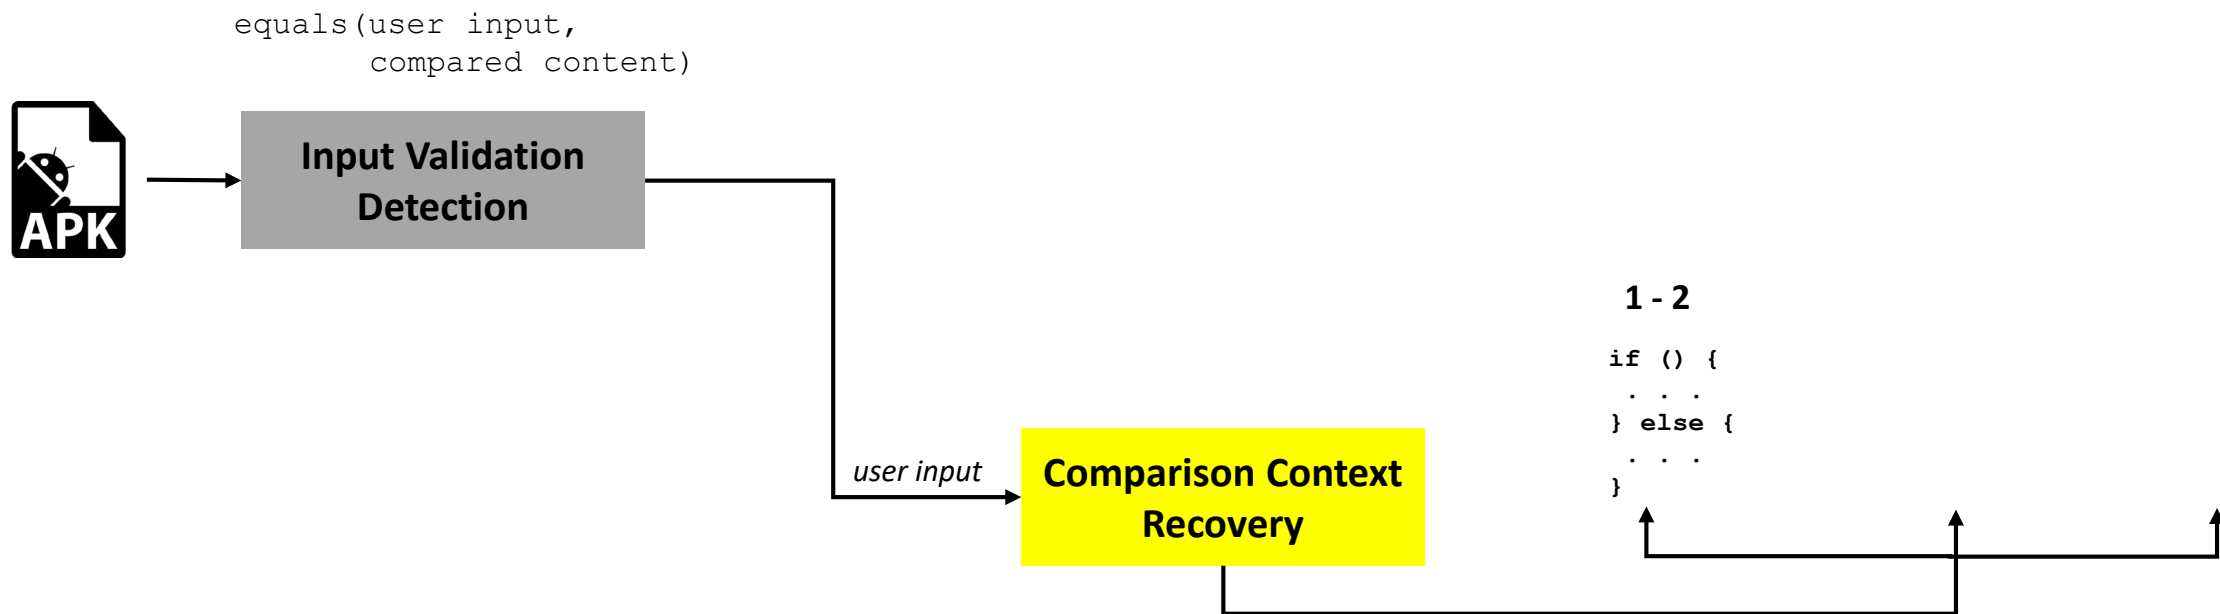 equals(user input,
compared content)
APK
Input Validation
Detection
1 - 2
if () {
. . .
} else {
. . .
}
user input
Comparison Context
Recovery